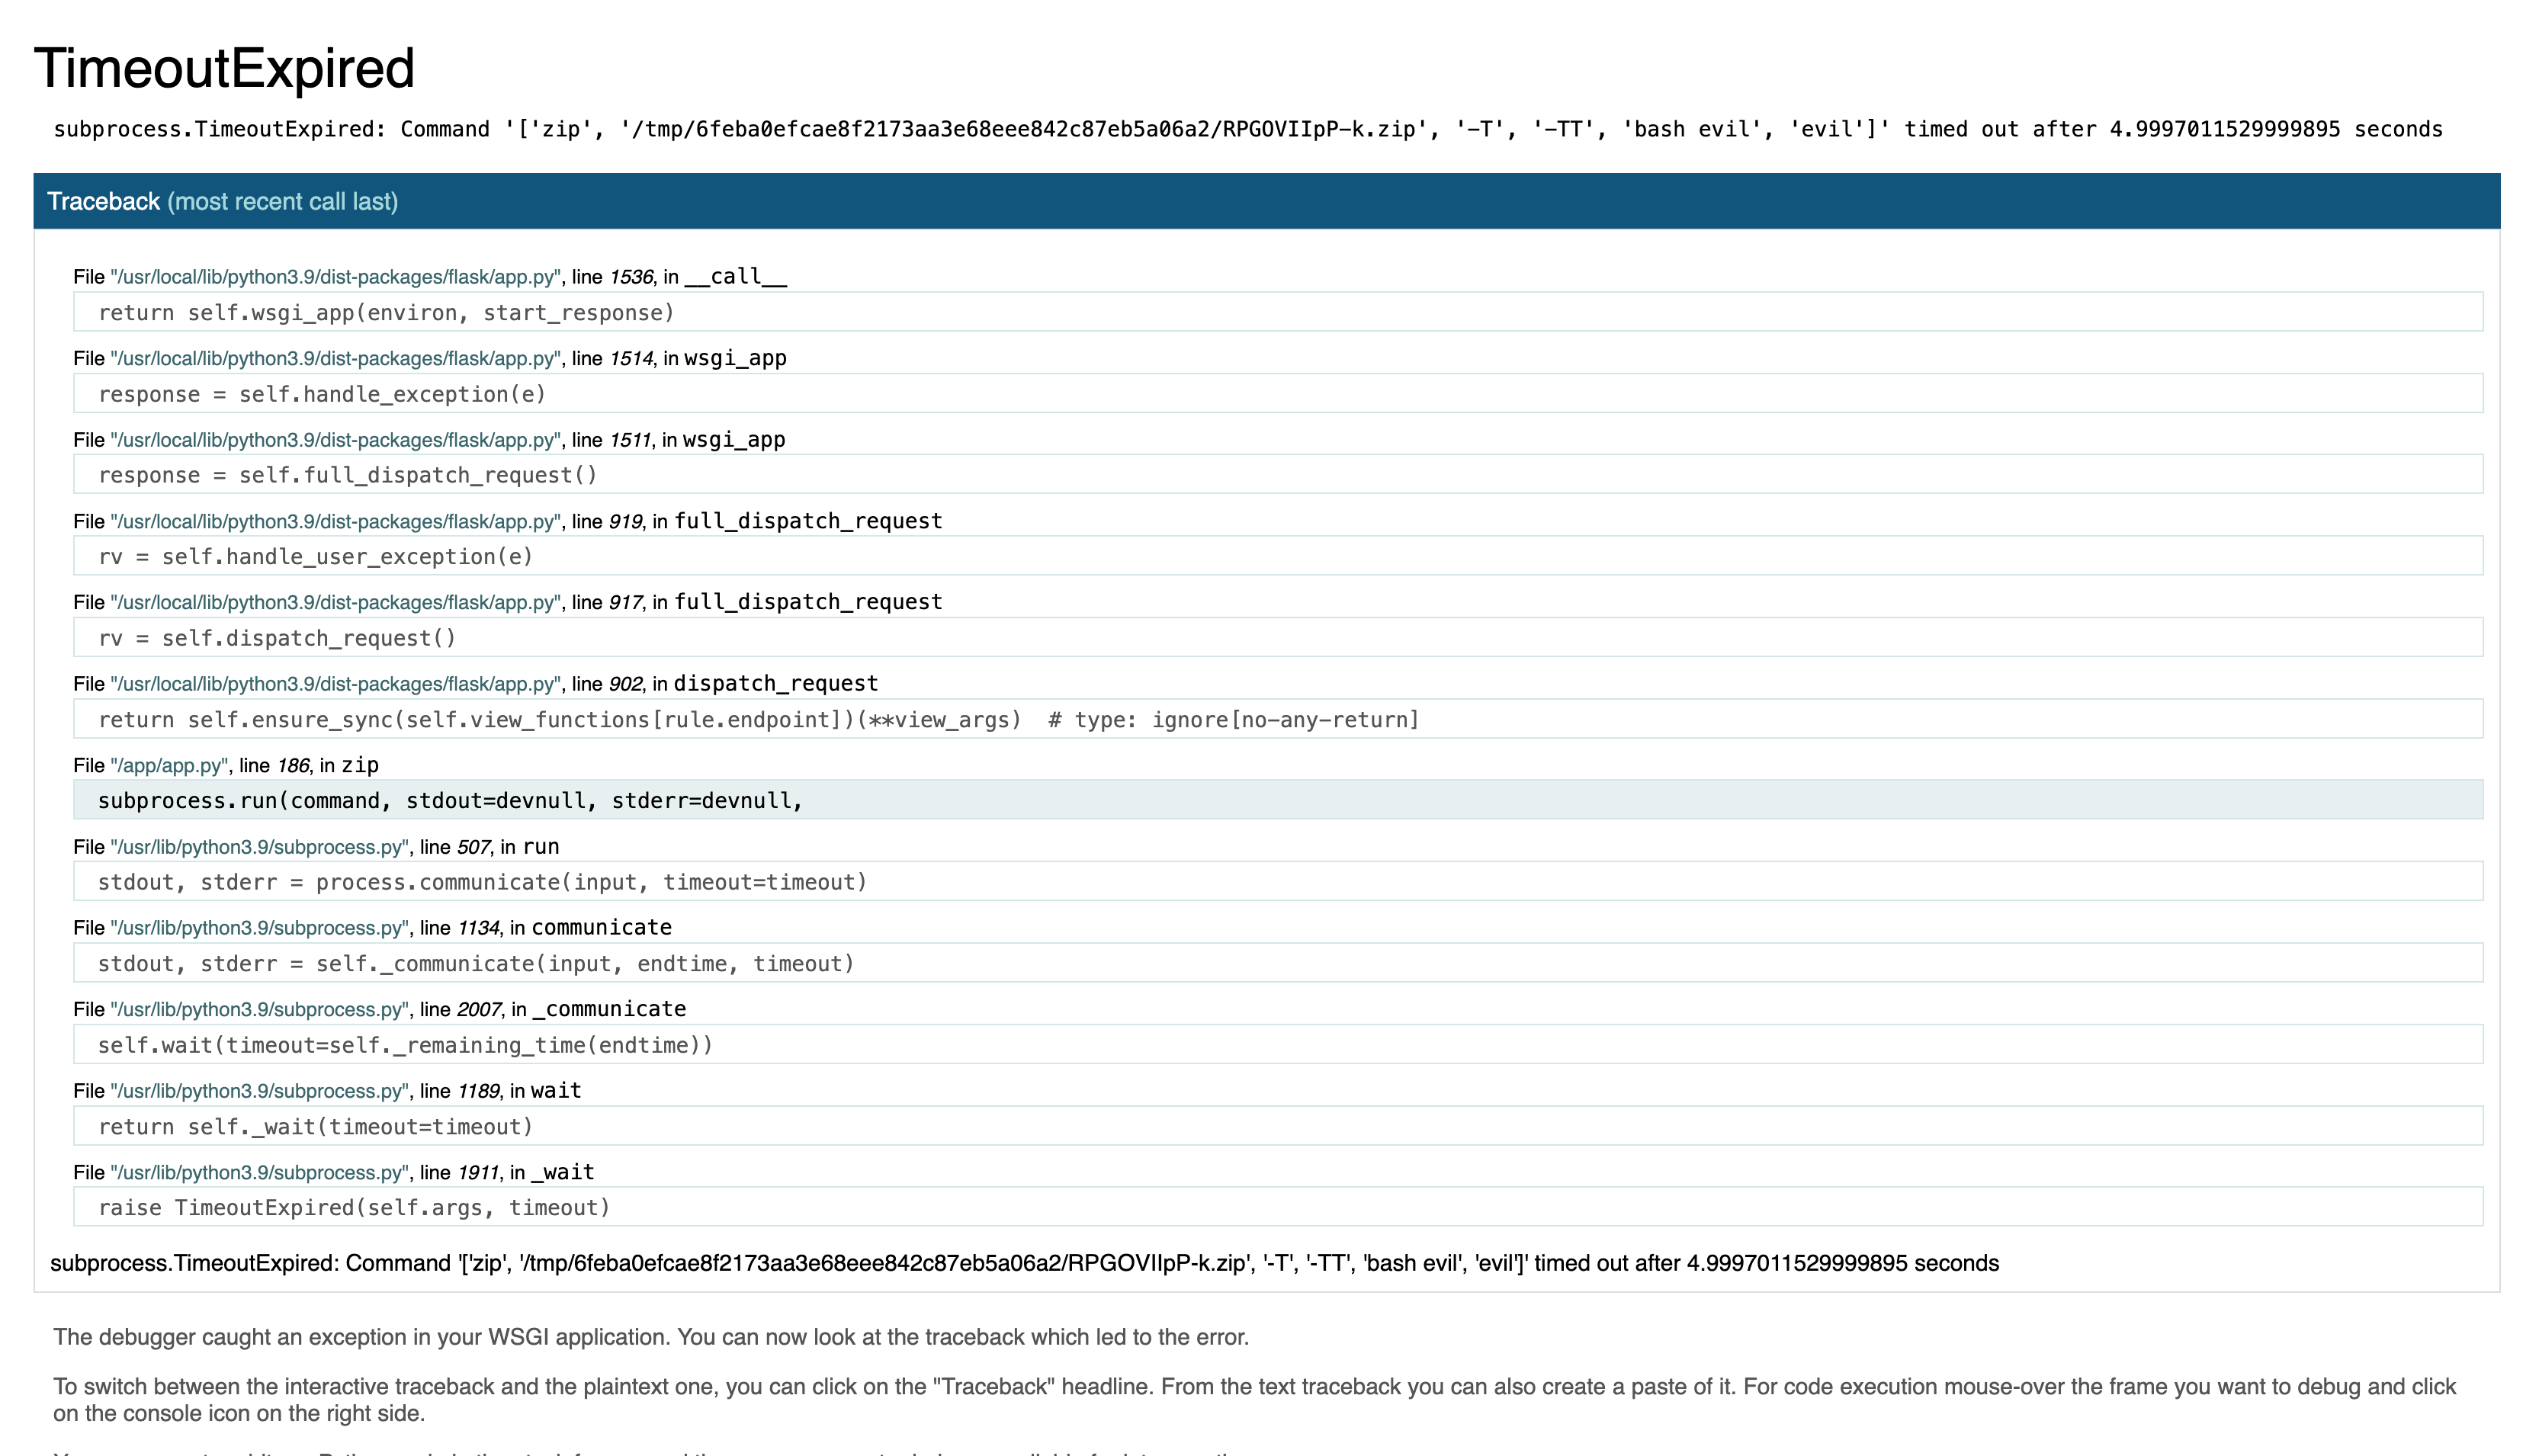 TimeoutExpired
subprocess.TimeoutExpired: Command '['zip', '/tmp/6feba0efcae8f2173aa3e68eee842c87eb5a06a2/RPGOVIIpP-k.zip', '-T', '-TT', 'bash evil', 'evil']' timed out after 4.9997011529999895 seconds
Traceback (most recent call last)
File "/usr/local/lib/python3.9/dist-packages/flask/app.py", line 1536, in __call__
return self.wsgi_app(environ, start_response)
File "/usr/local/lib/python3.9/dist-packages/flask/app.py", line 1514, in wsgi_app
response = self.handle_exception(e)
File "/usr/local/lib/python3.9/dist-packages/flask/app.py", line 1511, in wsgi_app
response = self.full_dispatch_request()
File "/usr/local/lib/python3.9/dist-packages/flask/app.py", line 919, in full_dispatch_request
rv = self.handle_user_exception(e)
File "/usr/local/lib/python3.9/dist-packages/flask/app.py", line 917, in full_dispatch_request
rv = self.dispatch_request()
File "/usr/local/lib/python3.9/dist-packages/flask/app.py", line 902, in dispatch_request
return self.ensure_sync(self.view_functions[rule.endpoint])(**view_args)  # type: ignore[no-any-return]
File "/app/app.py", line 186, in zip
subprocess.run(command, stdout=devnull, stderr=devnull,
File "/usr/lib/python3.9/subprocess.py", line 507, in run
stdout, stderr = process.communicate(input, timeout=timeout)
File "/usr/lib/python3.9/subprocess.py", line 1134, in communicate
stdout, stderr = self._communicate(input, endtime, timeout)
File "/usr/lib/python3.9/subprocess.py", line 2007, in _communicate
self.wait(timeout=self._remaining_time(endtime))
File "/usr/lib/python3.9/subprocess.py", line 1189, in wait
return self._wait(timeout=timeout)
File "/usr/lib/python3.9/subprocess.py", line 1911, in _wait
raise TimeoutExpired(self.args, timeout)
subprocess.TimeoutExpired: Command '['zip', '/tmp/6feba0efcae8f2173aa3e68eee842c87eb5a06a2/RPGOVIIpP-k.zip', '-T', '-TT', 'bash evil', 'evil']' timed out after 4.9997011529999895 seconds
The debugger caught an exception in your WSGI application. You can now look at the traceback which led to the error.
To switch between the interactive traceback and the plaintext one, you can click on the "Traceback" headline. From the text traceback you can also create a paste of it. For code execution mouse-over the frame you want to debug and click
on the console icon on the right side.